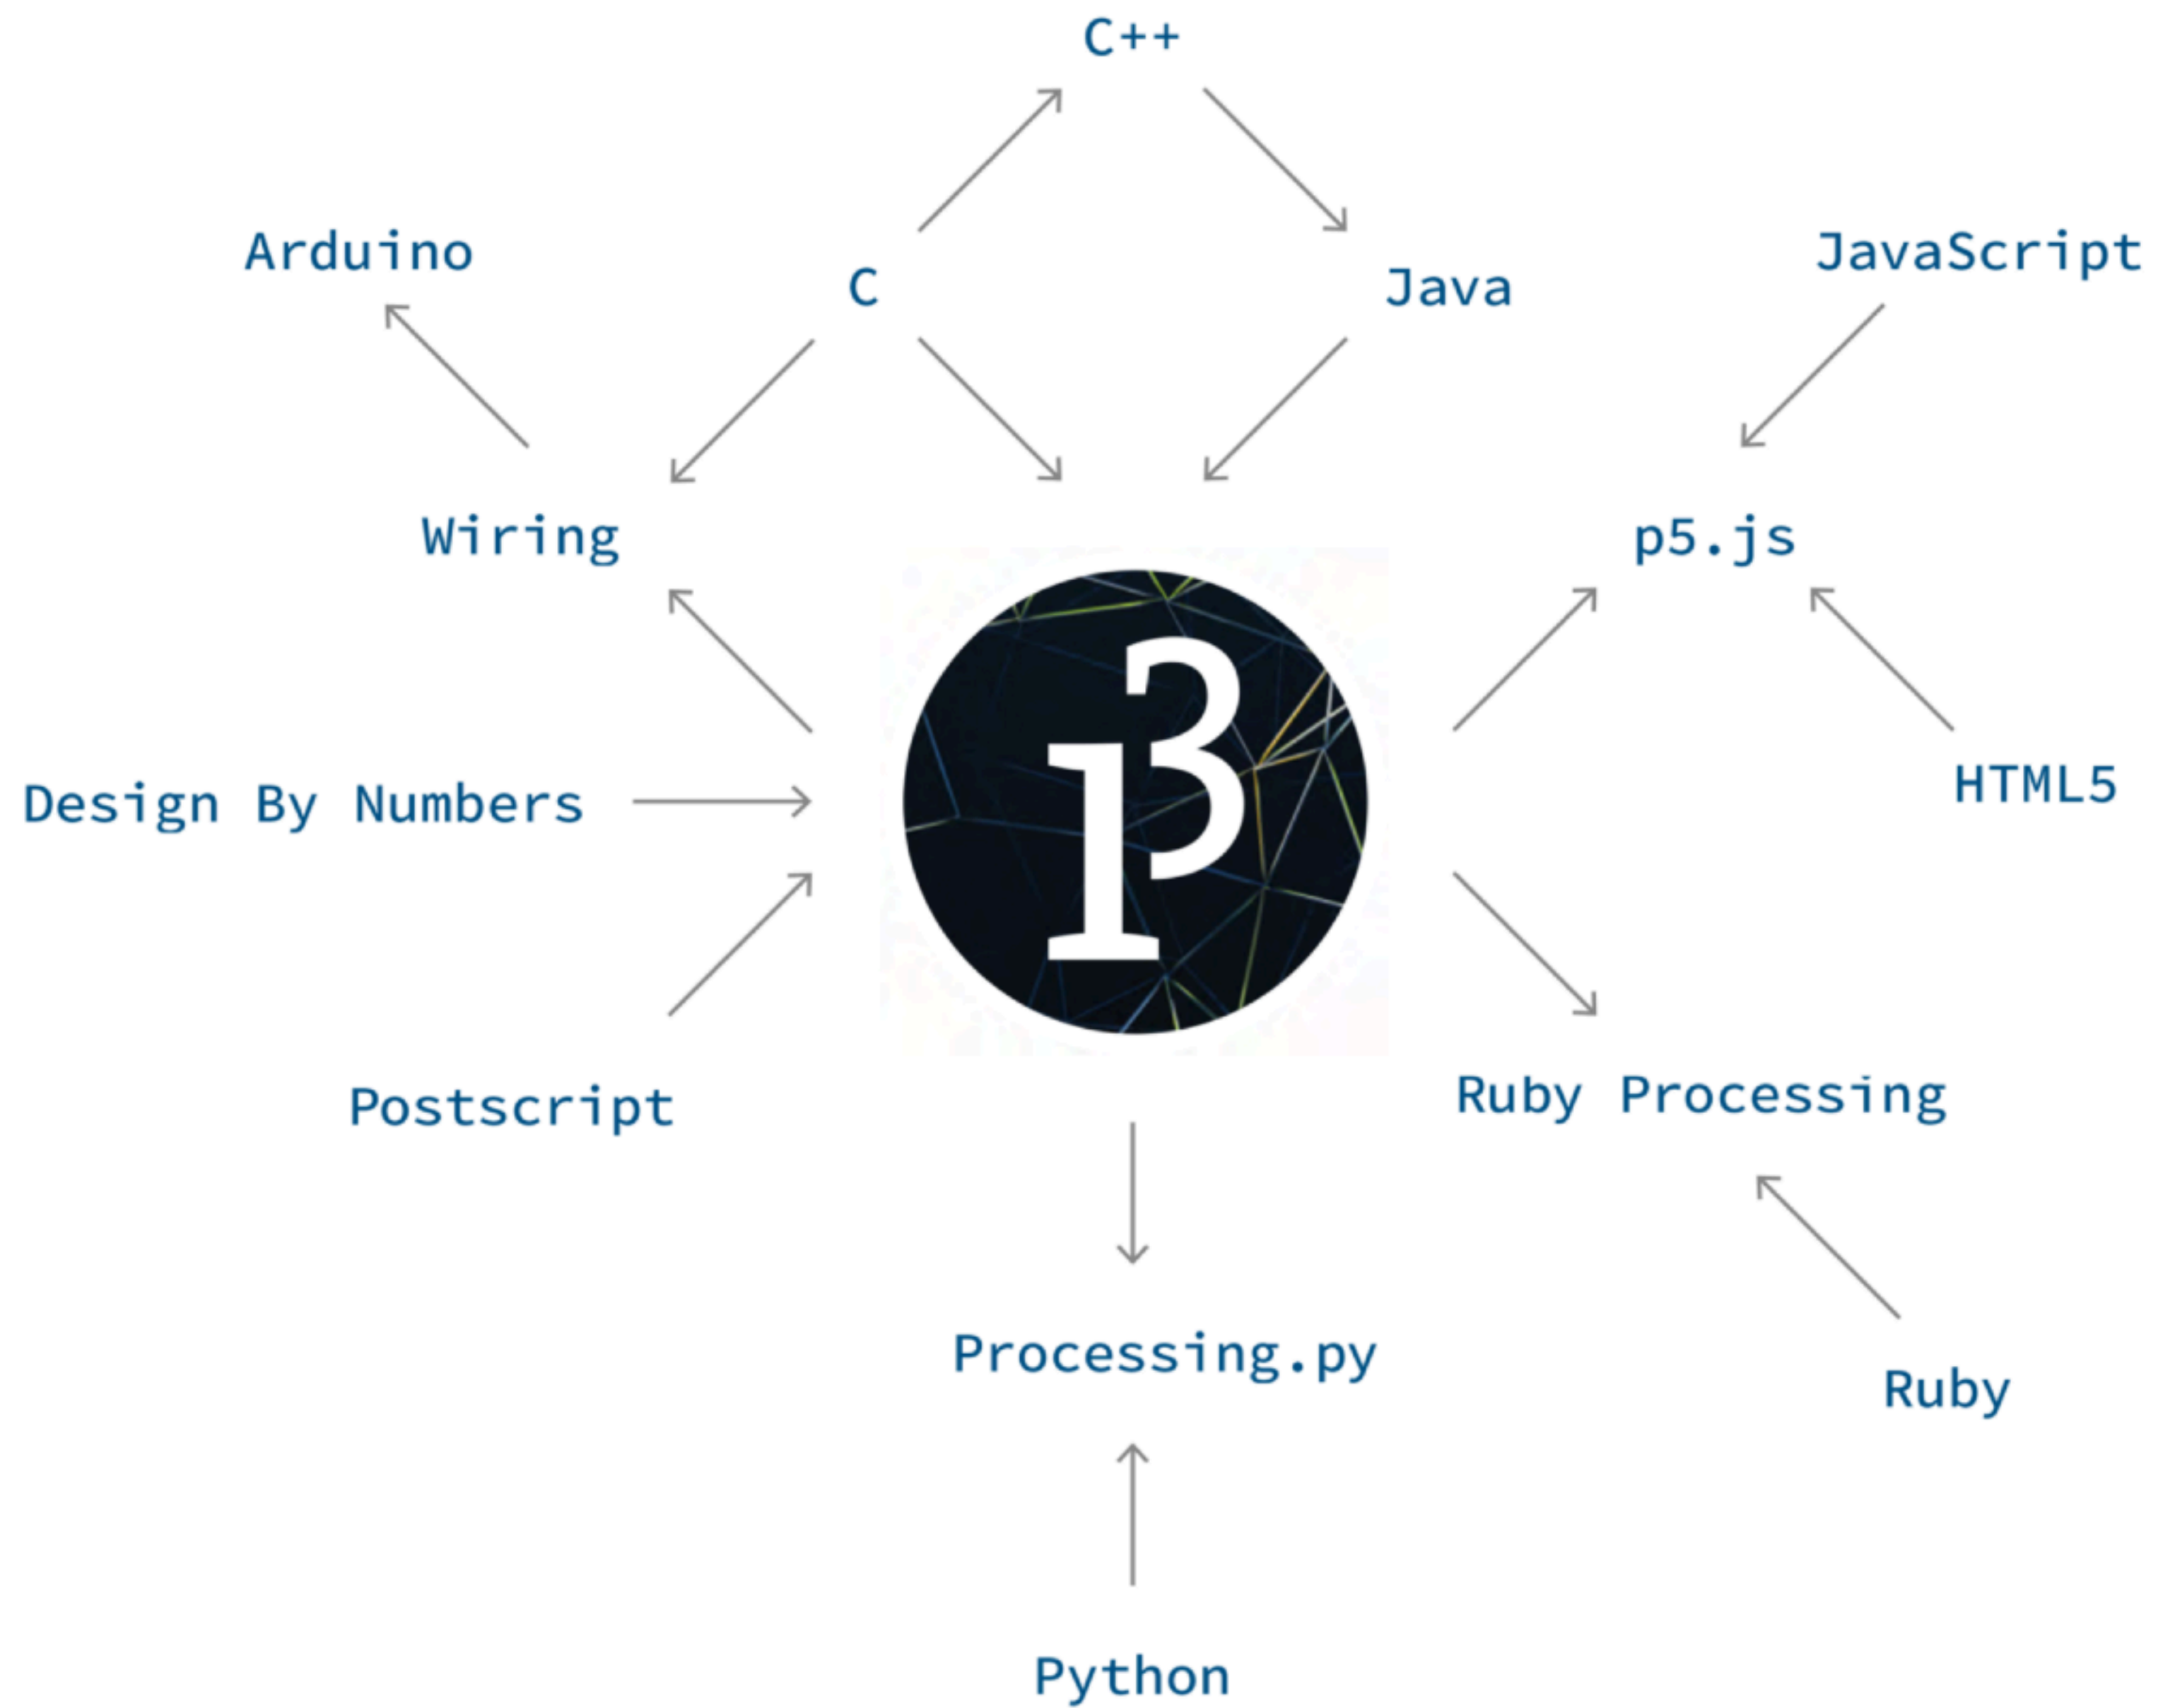 C++
Arduino
C
Java
JavaScript
Wiring
p5.js
Design By Numbers
HTML5
Postscript
Ruby Processing
Processing.py
Ruby
Python